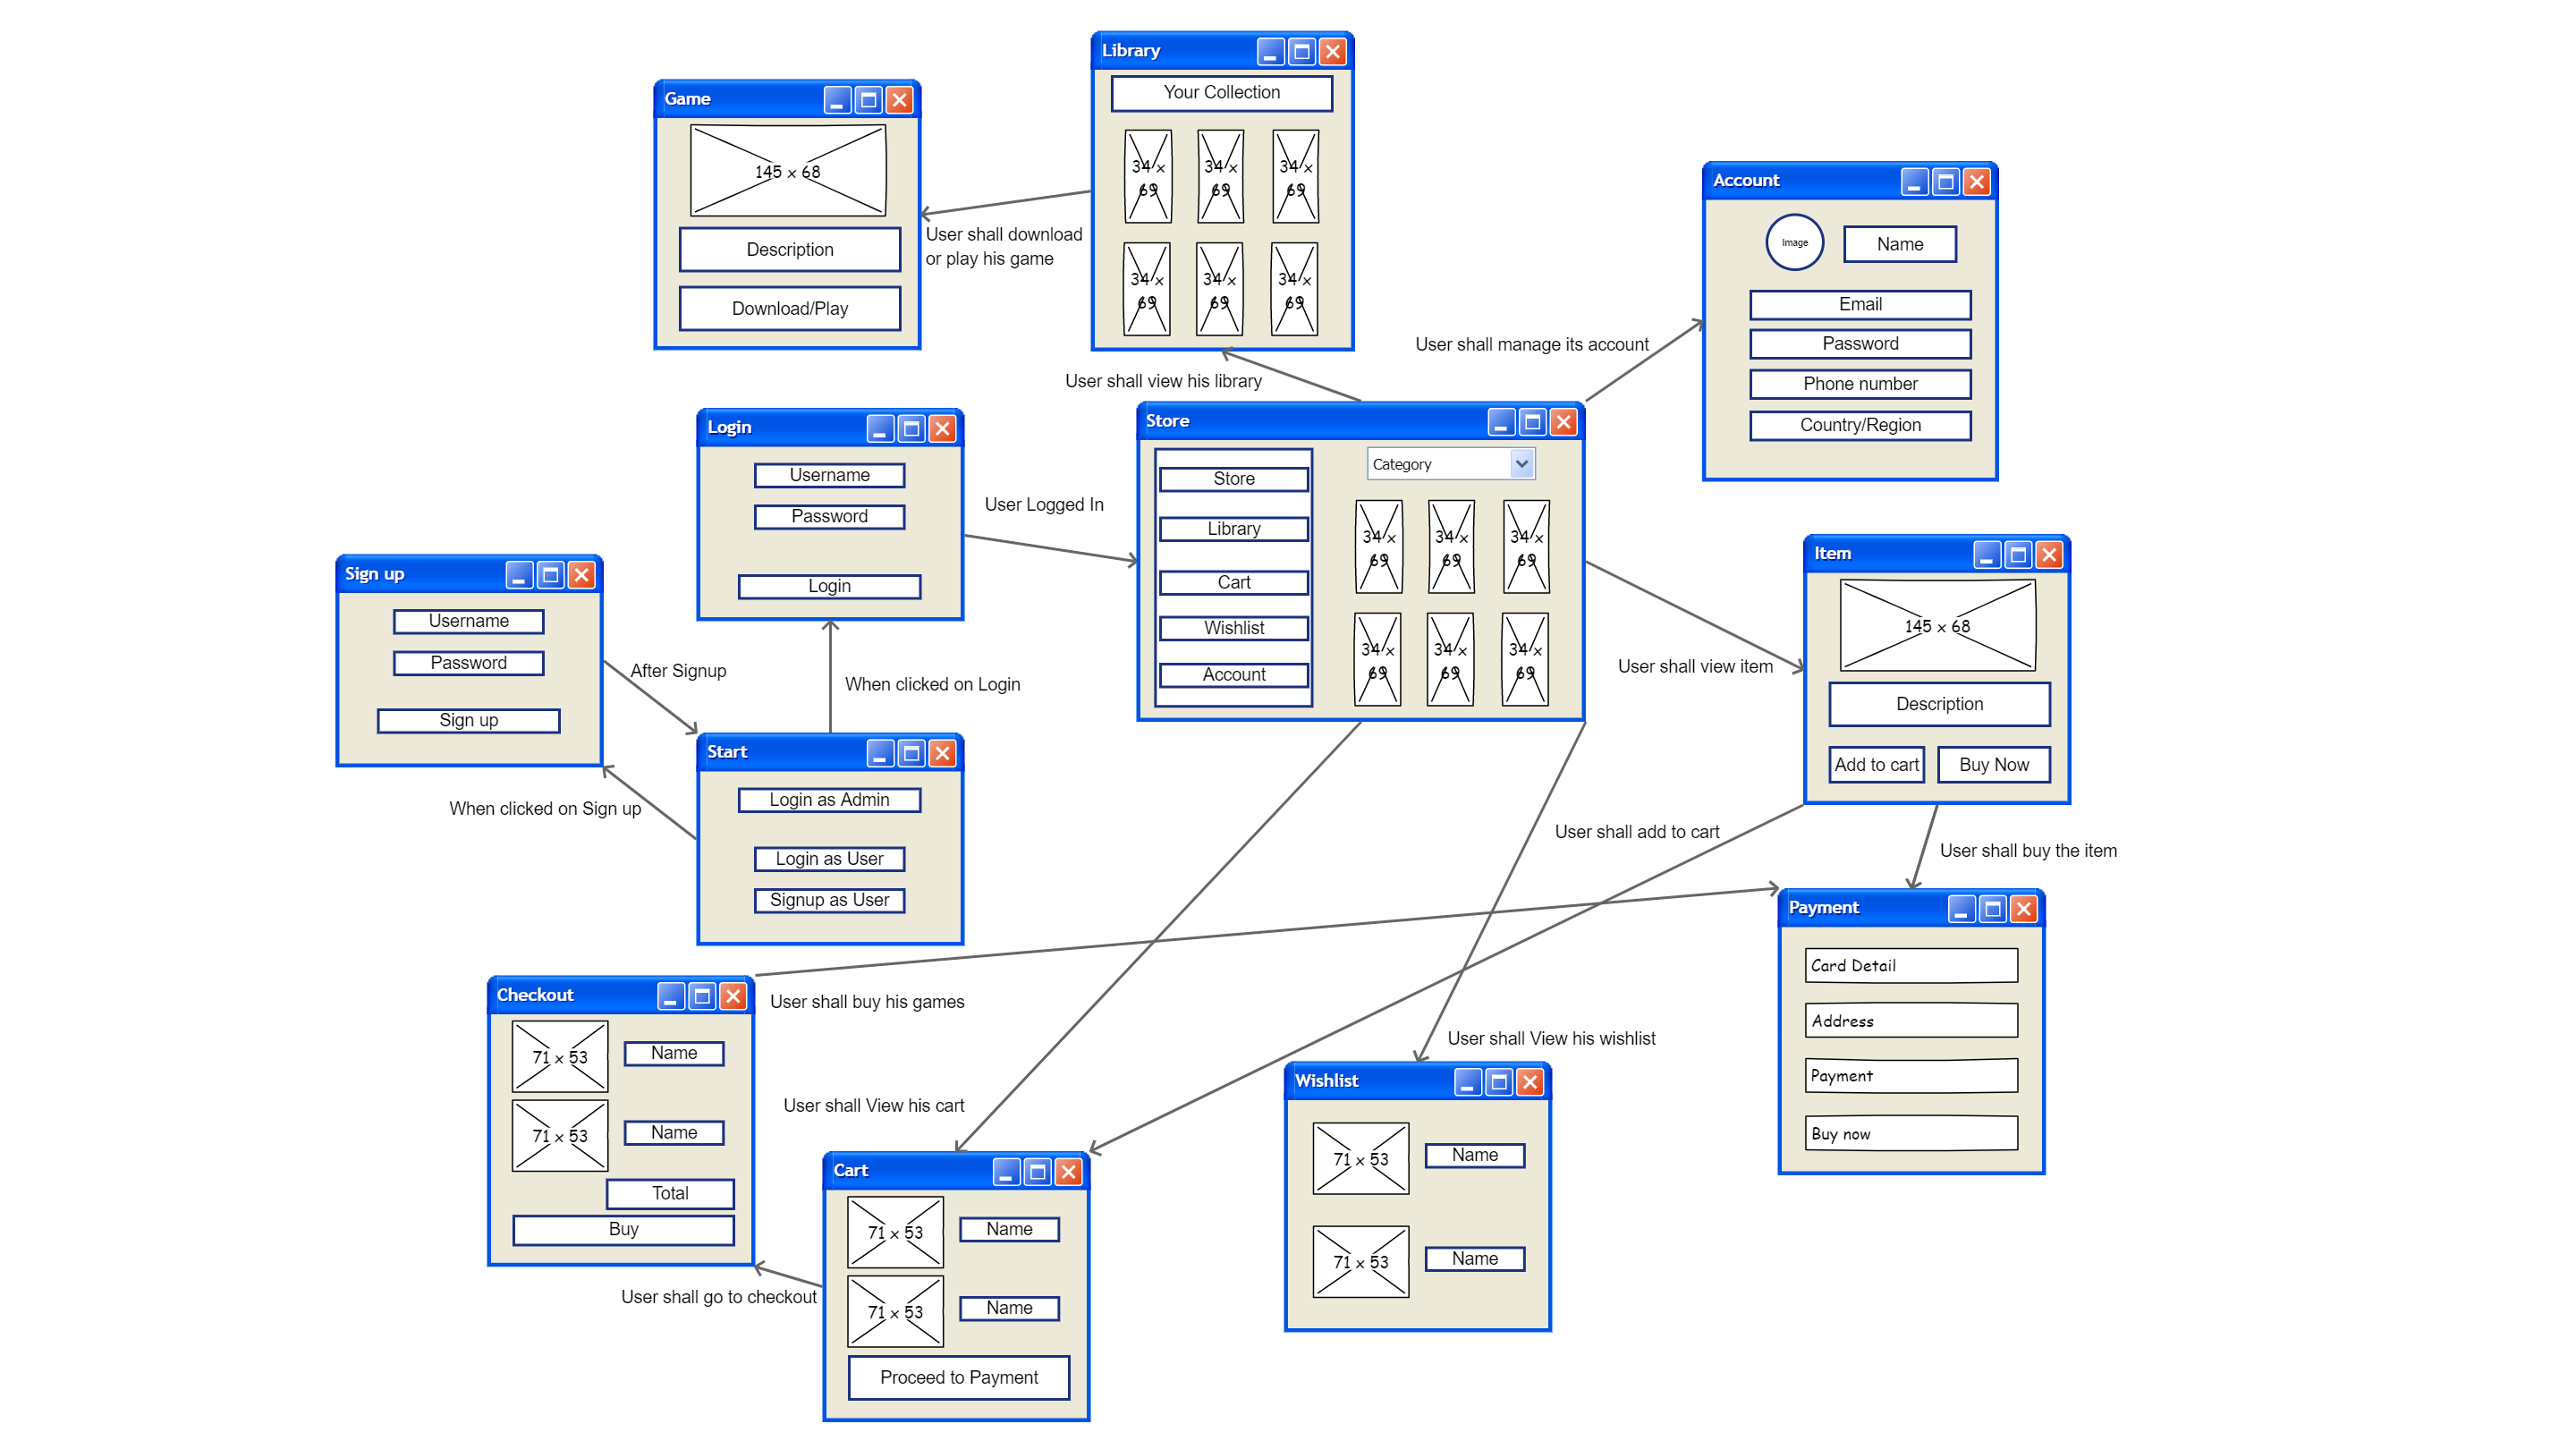 Library
Your Collection
34 x
69
34 x
69
34 x
69
34 x
69
34 x
69
34 x
69
Game
145 x 68
Description
Download/Play
User shall download
or play his game
Account
Image
Name
Email
Password
Phone number
Country/Region
User shall manage its account
User shall view his library
Login
Username
Password
Login
User Logged In
Store
Store
Library
Cart
Wishlist
Account
Category
34 x
69
34 x
69
34 x
69
34 x
69
34 x
69
34 x
69
Sign up
Username
Password
Sign up
After Signup
When clicked on Login
When clicked on Sign up
Start
Login as Admin
Login as User
Signup as User
Item
145 x 68
Description
Add to cart
Buy Now
User shall view item
User shall add to cart
User shall buy the item
Payment
Card Detail
Address
Payment
Buy now
Checkout
71 x 53
Name
71 x 53
Name
Total
Buy
User shall buy his games
User shall View his cart
User shall View his wishlist
Wishlist
71 x 53
Name
71 x 53
Name
Cart
71 x 53
Name
71 x 53
Name
Proceed to Payment
User shall go to checkout